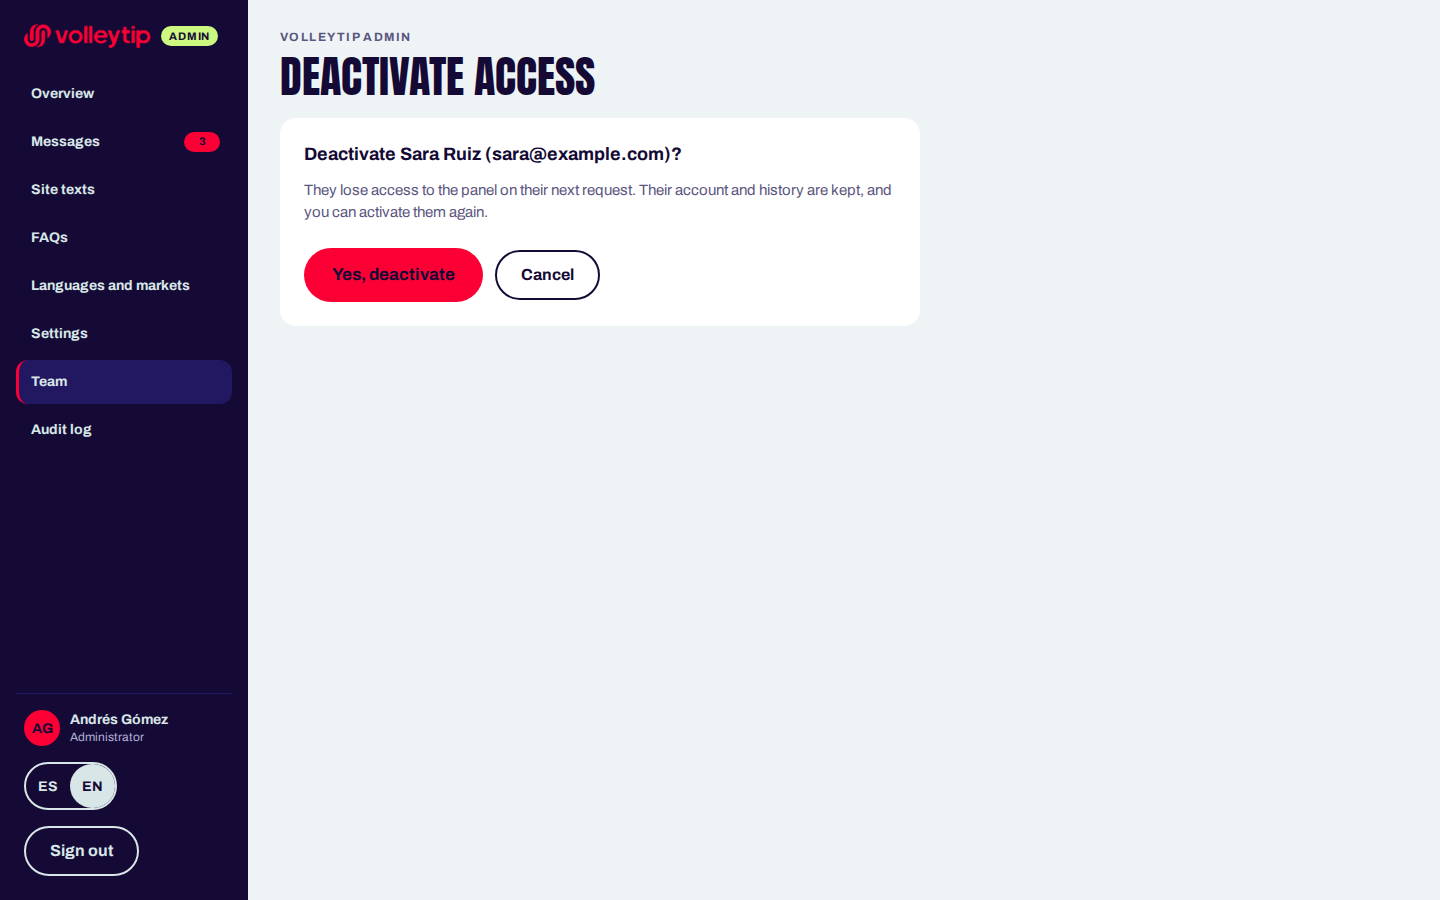 volleytip ADMIN
Overview
Messages 3
Site texts
FAQs
Languages and markets
Settings
Team
Audit log
AG Andrés Gómez
Administrator
ES EN
Sign out
VOLLEYTIP ADMIN
DEACTIVATE ACCESS
Deactivate Sara Ruiz (sara@example.com)?
They lose access to the panel on their next request. Their account and history are kept, and
you can activate them again.
Yes, deactivate Cancel